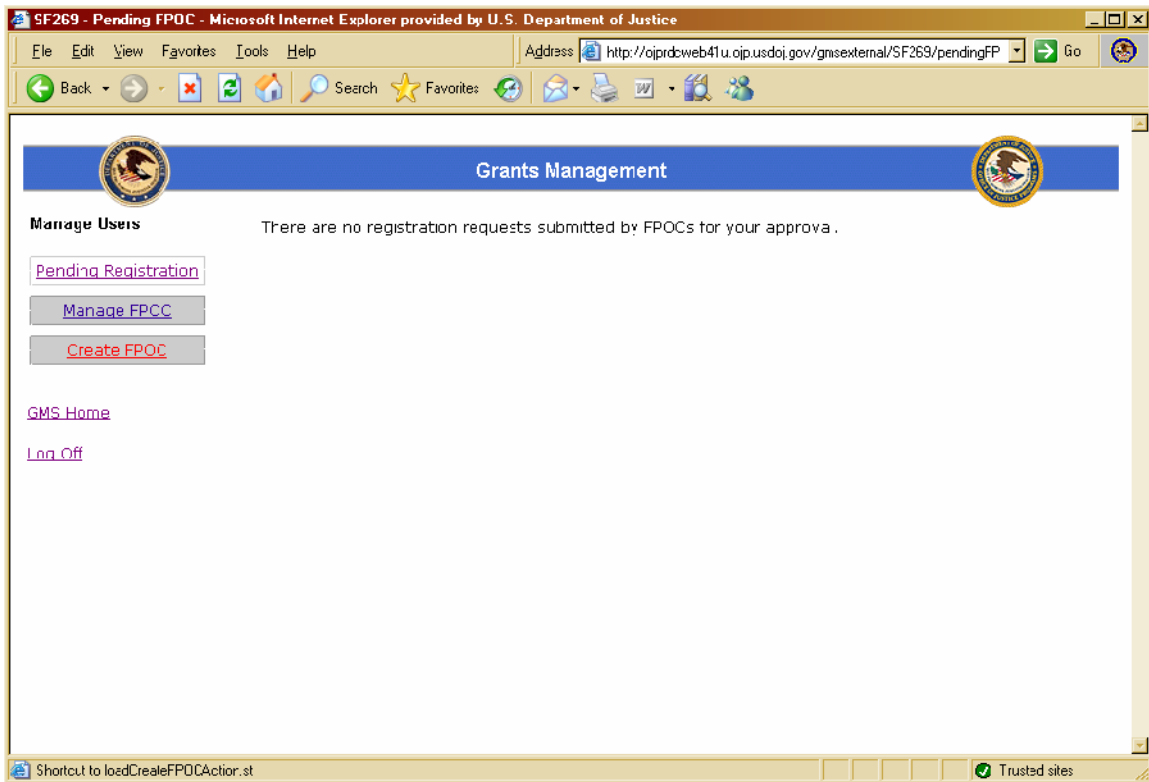 SF269 - Pending FPOC - Microsoft Internet Explorer provided by U.S. Department of Justice
File Edit View Favorites Tools Help
Address http://ojprdcweb41u.ojp.usdoj.gov/gmsexternal/SF269/pendingFP Go
Back Search Favorites
Grants Management
Manage Users
There are no registration requests submitted by FPOCs for your approval.
Pending Registration
Manage FPCC
Create FPOC
GMS Home
Log Off
Shortcut to loadCreateFPOCAction.st Trusted sites